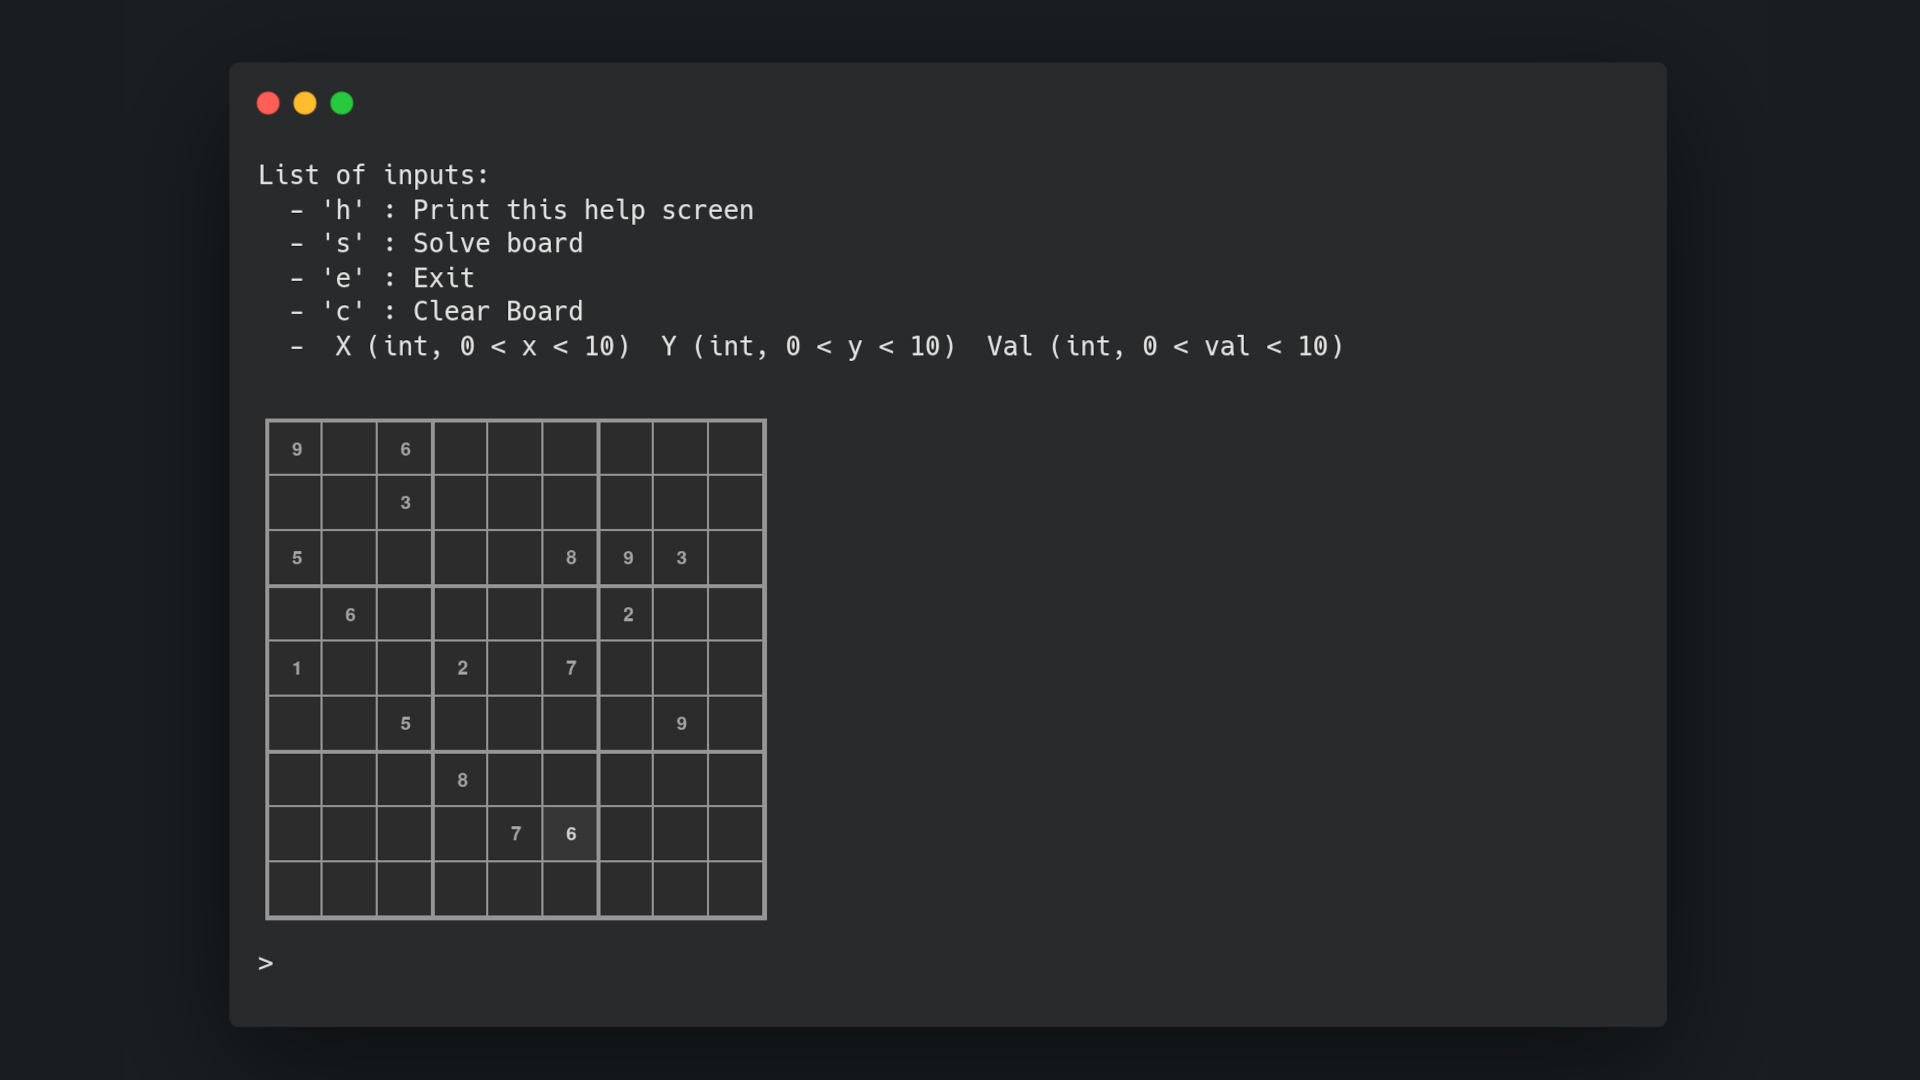 List of inputs:
- 'h' : Print this help screen
- 's' : Solve board
- 'e' : Exit
- 'c' : Clear Board
- X (int, 0 < x < 10) Y (int, 0 < y < 10) Val (int, 0 < val < 10)
9 6
3
5 8 9 3
6 2
1 2 7
5 9
8
7 6
>